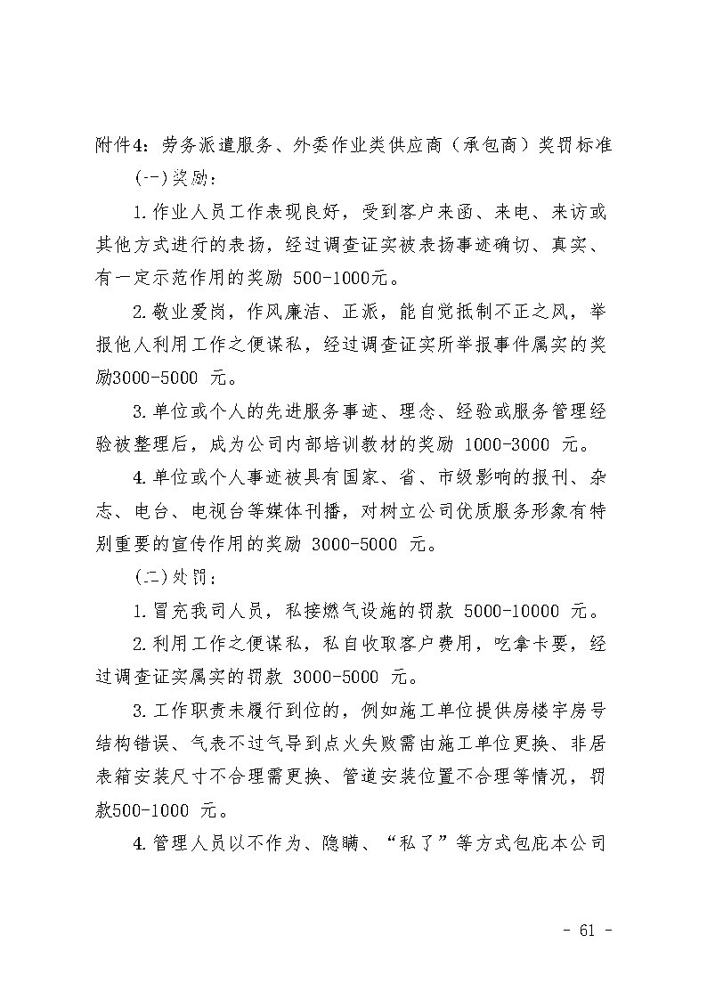 附件4：劳务派遣服务、外委作业类供应商（承包商）奖罚标准
(一)奖励：
1.作业人员工作表现良好，受到客户来函、来电、来访或
其他方式进行的表扬，经过调查证实被表扬事迹确切、真实、
有一定示范作用的奖励 500-1000元。
2.敬业爱岗，作风廉洁、正派，能自觉抵制不正之风，举
报他人利用工作之便谋私，经过调查证实所举报事件属实的奖
励3000-5000 元。
3.单位或个人的先进服务事迹、理念、经验或服务管理经
验被整理后，成为公司内部培训教材的奖励 1000-3000 元。
4.单位或个人事迹被具有国家、省、市级影响的报刊、杂
志、电台、电视台等媒体刊播，对树立公司优质服务形象有特
别重要的宣传作用的奖励 3000-5000 元。
(二)处罚：
1.冒充我司人员，私接燃气设施的罚款 5000-10000 元。
2.利用工作之便谋私，私自收取客户费用，吃拿卡要，经
过调查证实属实的罚款 3000-5000 元。
3.工作职责未履行到位的，例如施工单位提供房楼宇房号
结构错误、气表不过气导到点火失败需由施工单位更换、非居
表箱安装尺寸不合理需更换、管道安装位置不合理等情况，罚
款500-1000 元。
4.管理人员以不作为、隐瞒、“私了”等方式包庇本公司
- 61 -